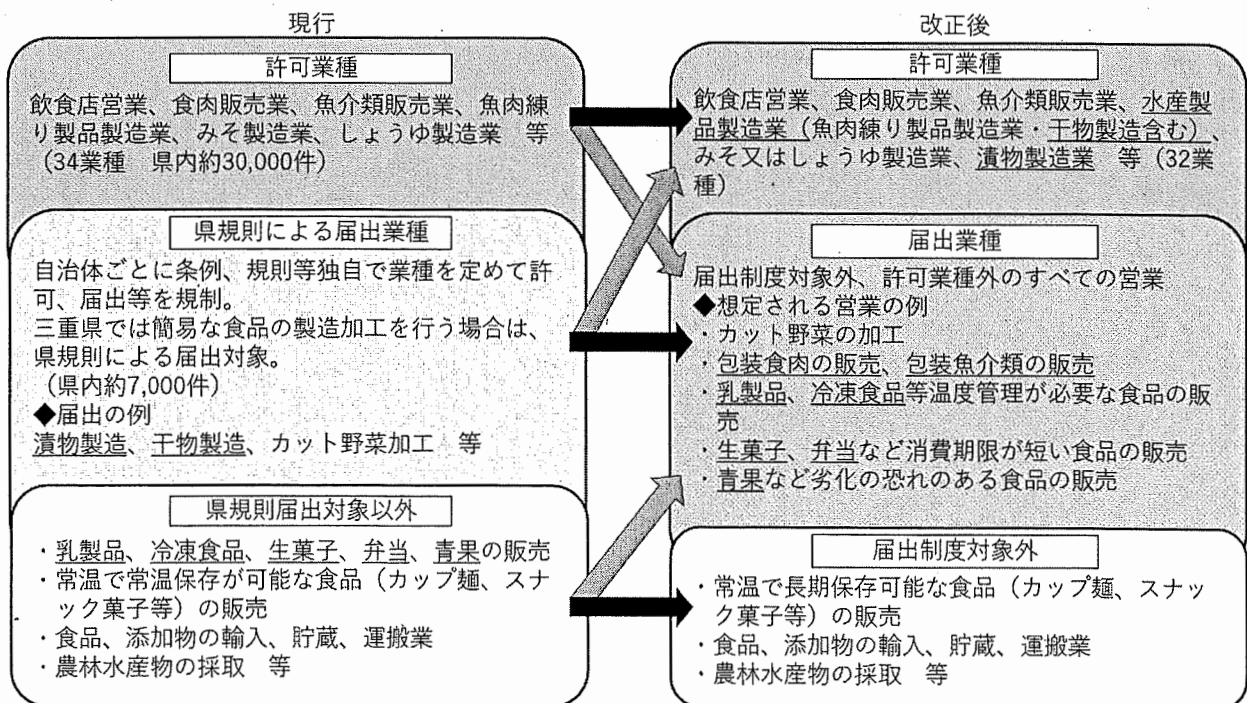 現行
許可業種
飲食店営業、食肉販売業、魚介類販売業、魚肉練
り製品製造業、みそ製造業、しょうゆ製造業　等
（34業種　県内約30,000件）
県規則による届出業種
自治体ごとに条例、規則等独自で業種を定めて許
可、届出等を規制。
三重県では簡易な食品の製造加工を行う場合は、
県規則による届出対象。
（県内約7,000件）
◆届出の例
漬物製造、干物製造、カット野菜加工　等
県規則届出対象以外
・乳製品、冷凍食品、生菓子、弁当、青果の販売
・常温で常温保存が可能な食品（カップ麺、スナ
ック菓子等）の販売
・食品、添加物の輸入、貯蔵、運搬業
・農林水産物の採取　等
改正後
許可業種
飲食店営業、食肉販売業、魚介類販売業、水産製
品製造業（魚肉練り製品製造業・干物製造含む）、
みそ又はしょうゆ製造業、漬物製造業　等（32業
種）
届出業種
届出制度対象外、許可業種外のすべての営業
◆想定される営業の例
・カット野菜の加工
・包装食肉の販売、包装魚介類の販売
・乳製品、冷凍食品等温度管理が必要な食品の販
売
・生菓子、弁当など消費期限が短い食品の販売
・青果など劣化の恐れのある食品の販売
届出制度対象外
・常温で長期保存可能な食品（カップ麺、スナッ
ク菓子等）の販売
・食品、添加物の輸入、貯蔵、運搬業
・農林水産物の採取　等